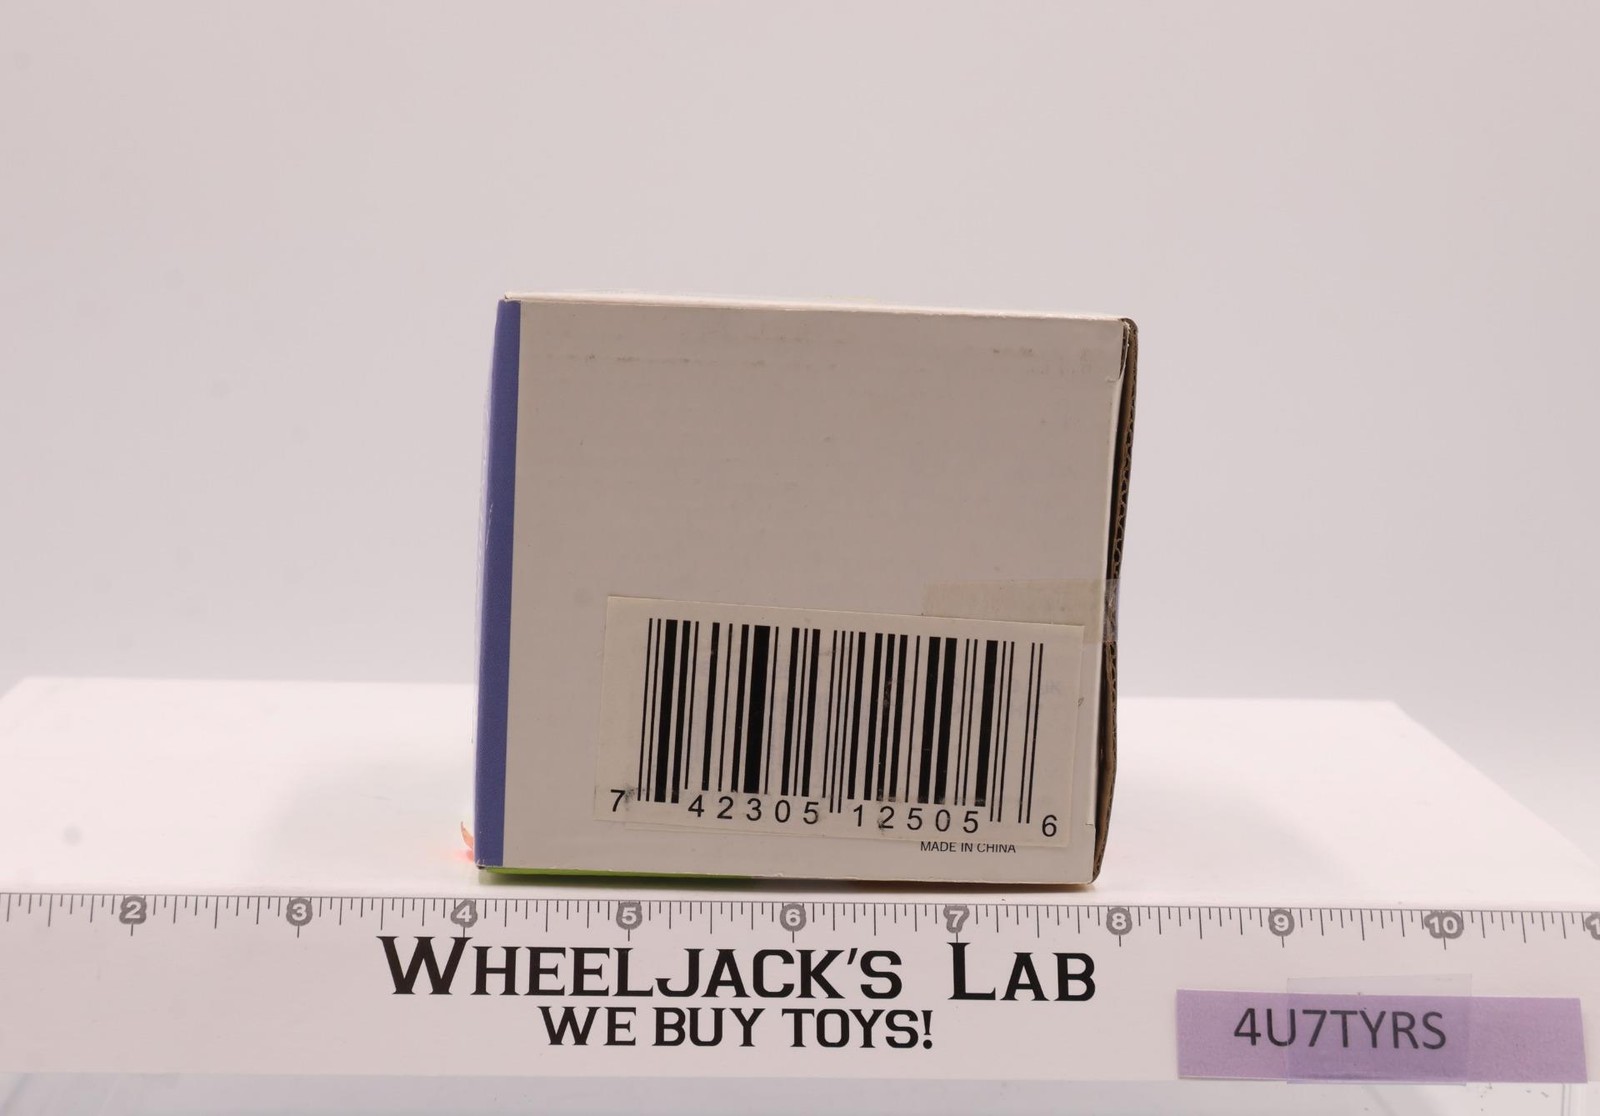 7 42305 12505 6
MADE IN CHINA
2 3 4 5 6 7 8 9 10
WHEELJACK'S LAB
WE BUY TOYS!
4U7TYRS